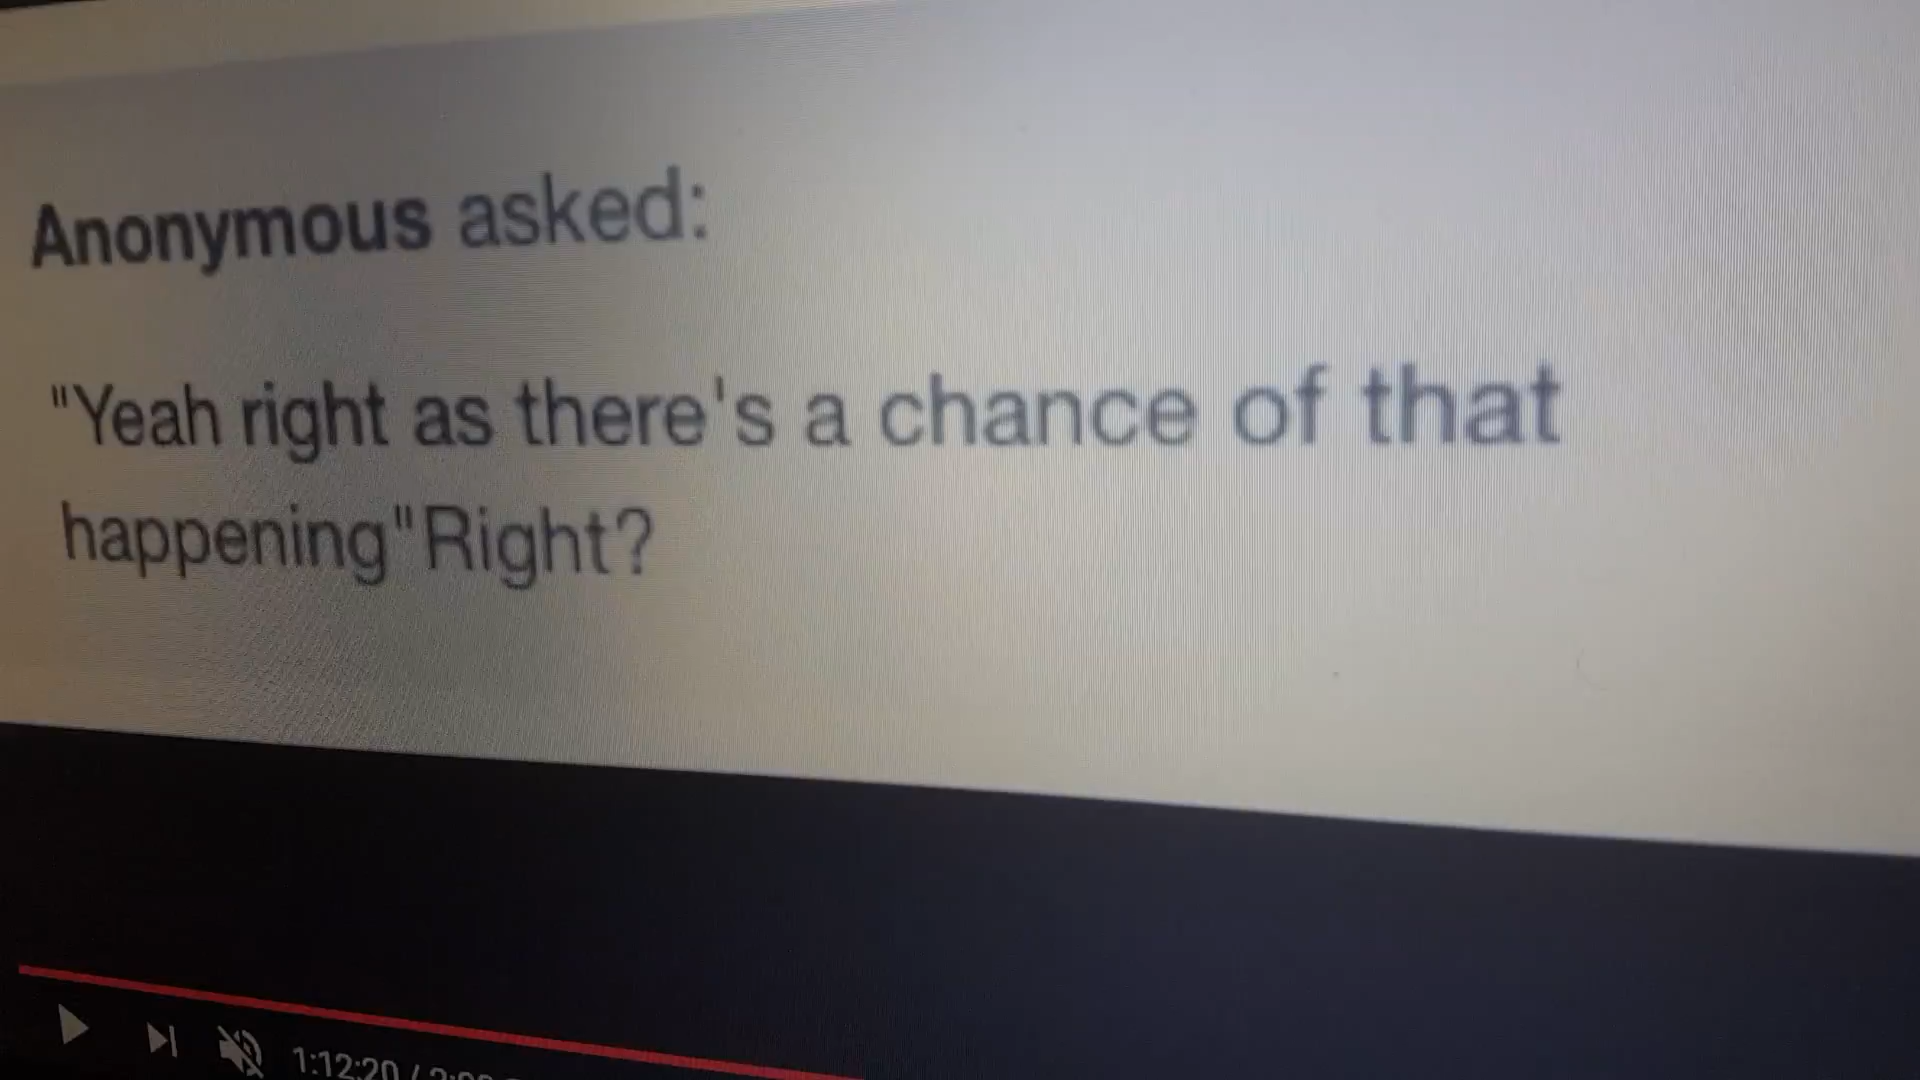 Anonymous asked:
"Yeah right as there's a chance of that
happening"Right?
1:12:20 /